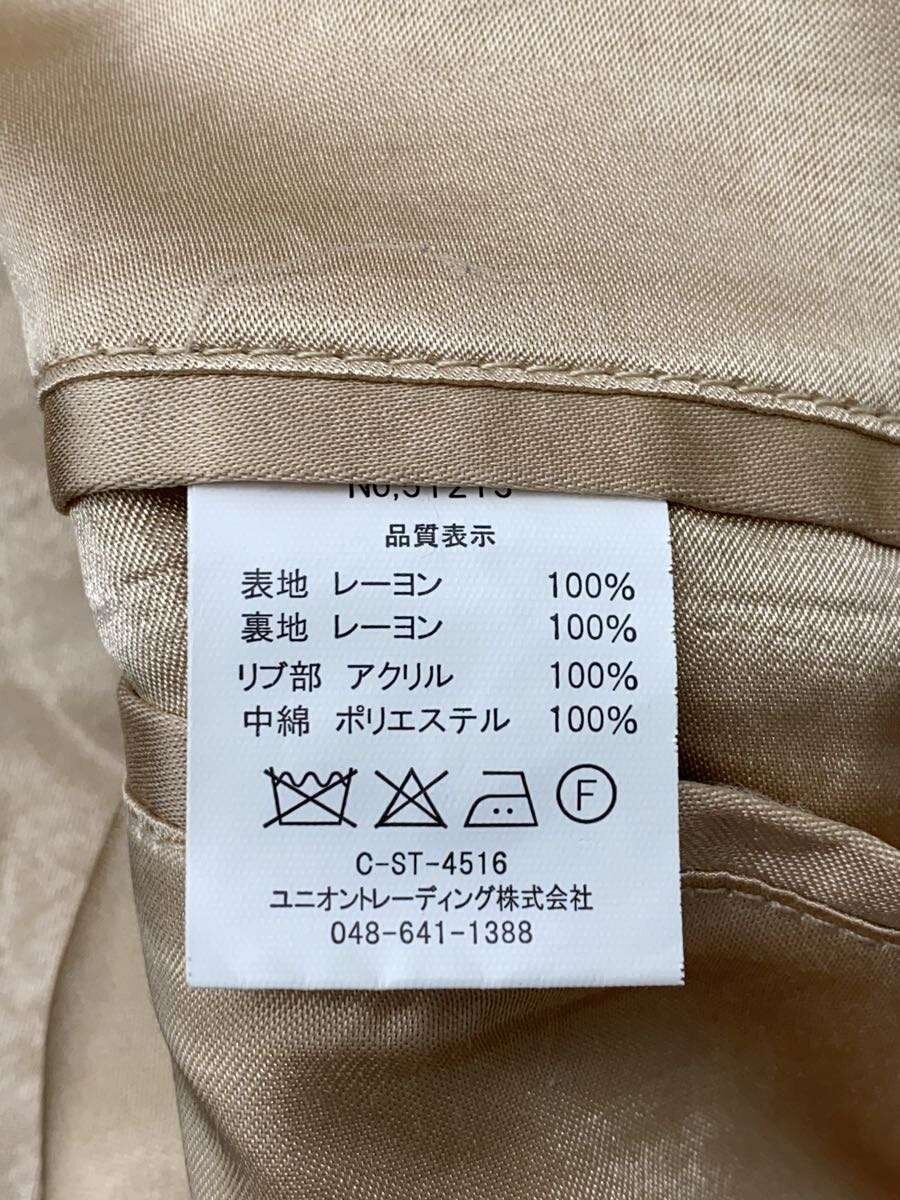 品質表示
表地 レーヨン 100%
裏地 レーヨン 100%
リブ部 アクリル 100%
中綿 ポリエステル 100%
F
C-ST-4516
ユニオントレーディング株式会社
048-641-1388